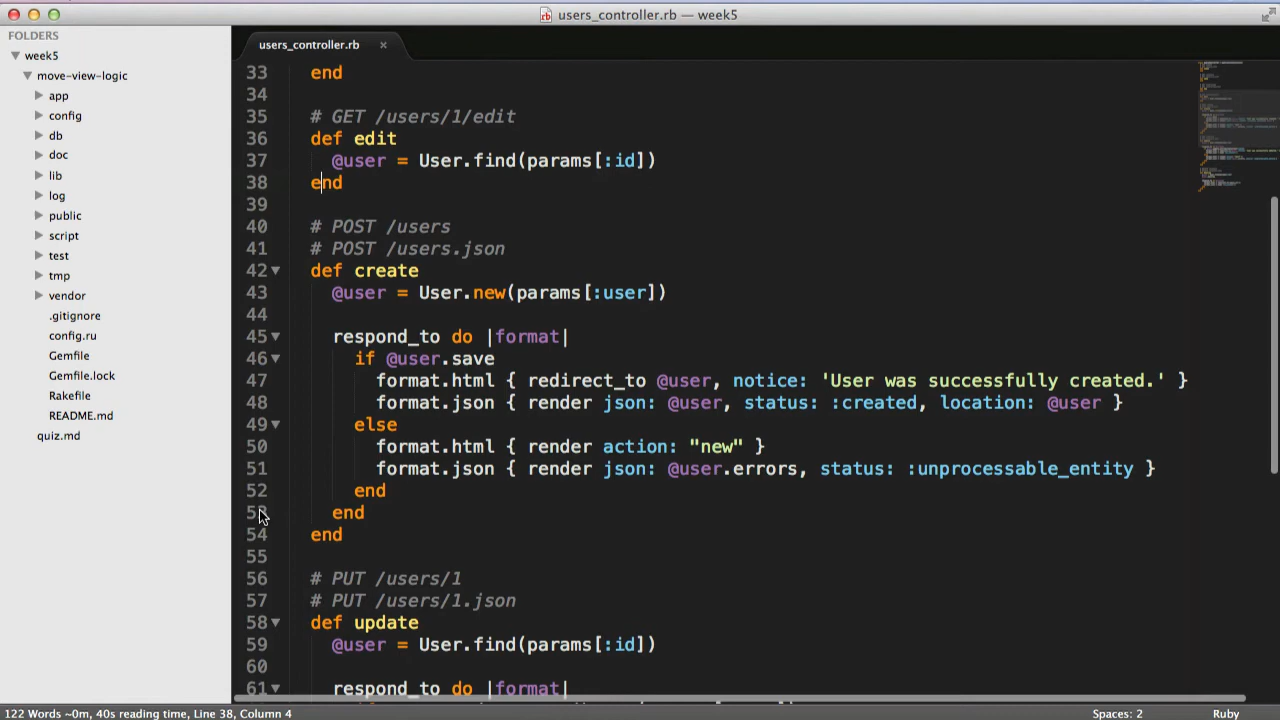 users_controller.rb — week5
FOLDERS
week5
move-view-logic
app
config
db
doc
lib
log
public
script
test
tmp
vendor
.gitignore
config.ru
Gemfile
Gemfile.lock
Rakefile
README.md
quiz.md
users_controller.rb ×
33 end
34
35 # GET /users/1/edit
36 def edit
37 @user = User.find(params[:id])
38 end
39
40 # POST /users
41 # POST /users.json
42 def create
43 @user = User.new(params[:user])
44
45 respond_to do |format|
46 if @user.save
47 format.html { redirect_to @user, notice: 'User was successfully created.' }
48 format.json { render json: @user, status: :created, location: @user }
49 else
50 format.html { render action: "new" }
51 format.json { render json: @user.errors, status: :unprocessable_entity }
52 end
53 end
54 end
55
56 # PUT /users/1
57 # PUT /users/1.json
58 def update
59 @user = User.find(params[:id])
60
61 respond_to do |format|
122 Words ~0m, 40s reading time, Line 38, Column 4
Spaces: 2
Ruby